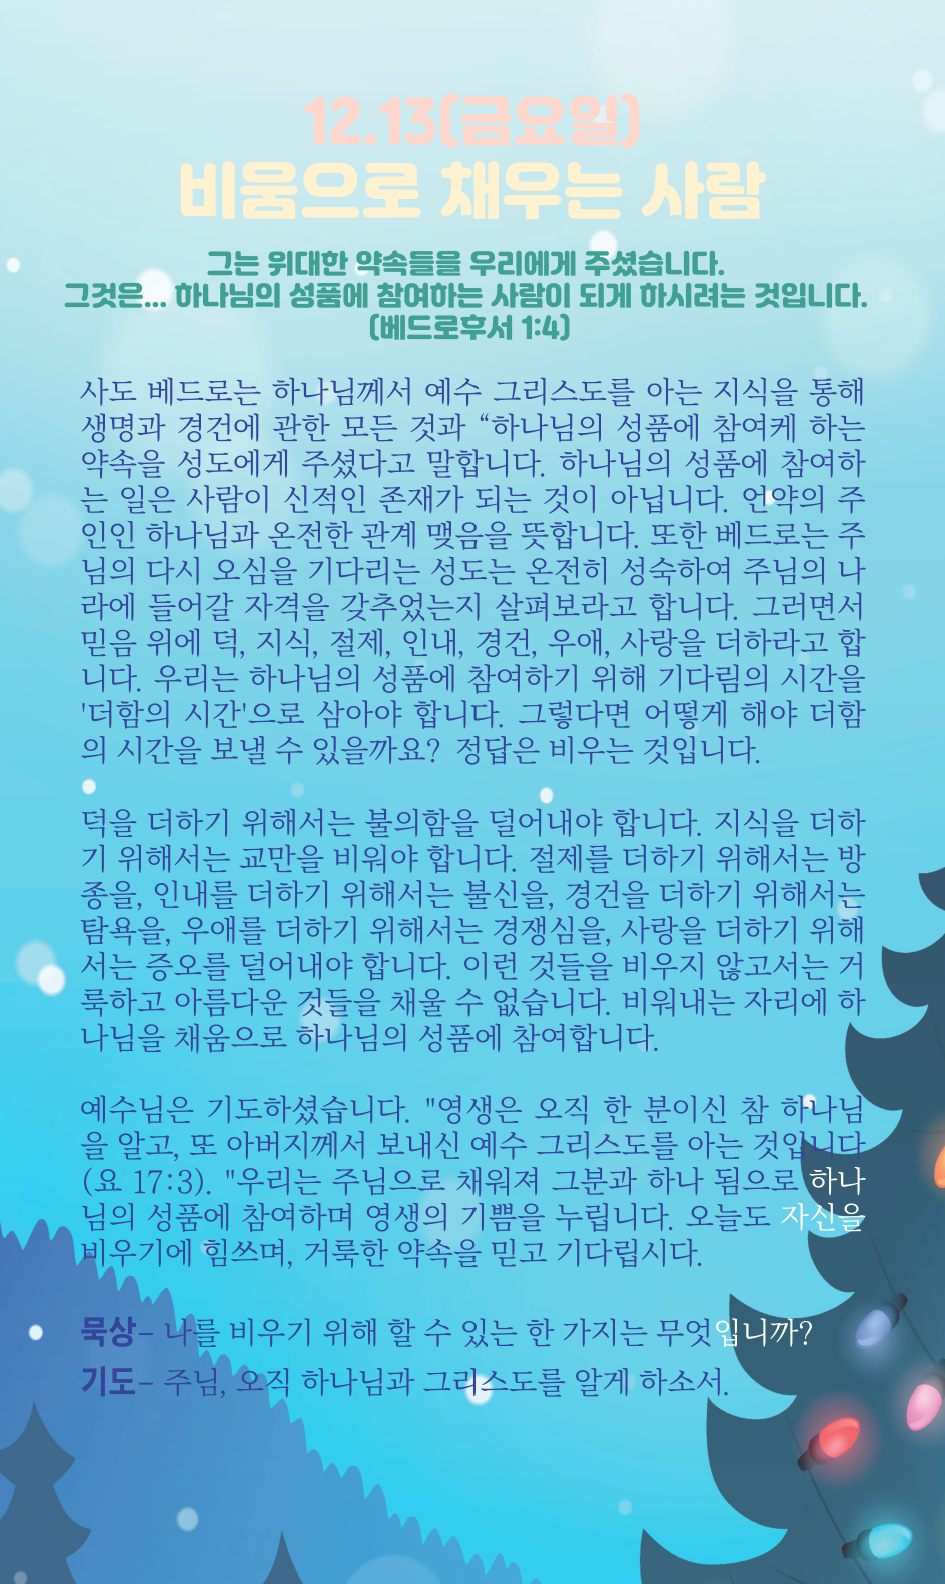 12.13(금요일)
비움으로 채우는 사람
그는 위대한 약속들을 우리에게 주셨습니다.
그것은... 하나님의 성품에 참여하는 사람이 되게 하시려는 것입니다.
(베드로후서 1:4)
사도 베드로는 하나님께서 예수 그리스도를 아는 지식을 통해
생명과 경건에 관한 모든 것과 “하나님의 성품에 참여케 하는
약속을 성도에게 주셨다고 말합니다. 하나님의 성품에 참여하
는 일은 사람이 신적인 존재가 되는 것이 아닙니다. 언약의 주
인인 하나님과 온전한 관계 맺음을 뜻합니다. 또한 베드로는 주
님의 다시 오심을 기다리는 성도는 온전히 성숙하여 주님의 나
라에 들어갈 자격을 갖추었는지 살펴보라고 합니다. 그러면서
믿음 위에 덕, 지식, 절제, 인내, 경건, 우애, 사랑을 더하라고 합
니다. 우리는 하나님의 성품에 참여하기 위해 기다림의 시간을
'더함의 시간'으로 삼아야 합니다. 그렇다면 어떻게 해야 더함
의 시간을 보낼 수 있을까요? 정답은 비우는 것입니다.
덕을 더하기 위해서는 불의함을 덜어내야 합니다. 지식을 더하
기 위해서는 교만을 비워야 합니다. 절제를 더하기 위해서는 방
종을, 인내를 더하기 위해서는 불신을, 경건을 더하기 위해서는
탐욕을, 우애를 더하기 위해서는 경쟁심을, 사랑을 더하기 위해
서는 증오를 덜어내야 합니다. 이런 것들을 비우지 않고서는 거
룩하고 아름다운 것들을 채울 수 없습니다. 비워내는 자리에 하
나님을 채움으로 하나님의 성품에 참여합니다.
예수님은 기도하셨습니다. "영생은 오직 한 분이신 참 하나님
을 알고, 또 아버지께서 보내신 예수 그리스도를 아는 것입니다
(요 17:3). "우리는 주님으로 채워져 그분과 하나 됨으로 하나
님의 성품에 참여하며 영생의 기쁨을 누립니다. 오늘도 자신을
비우기에 힘쓰며, 거룩한 약속을 믿고 기다립시다.
묵상– 나를 비우기 위해 할 수 있는 한 가지는 무엇입니까?
기도– 주님, 오직 하나님과 그리스도를 알게 하소서.